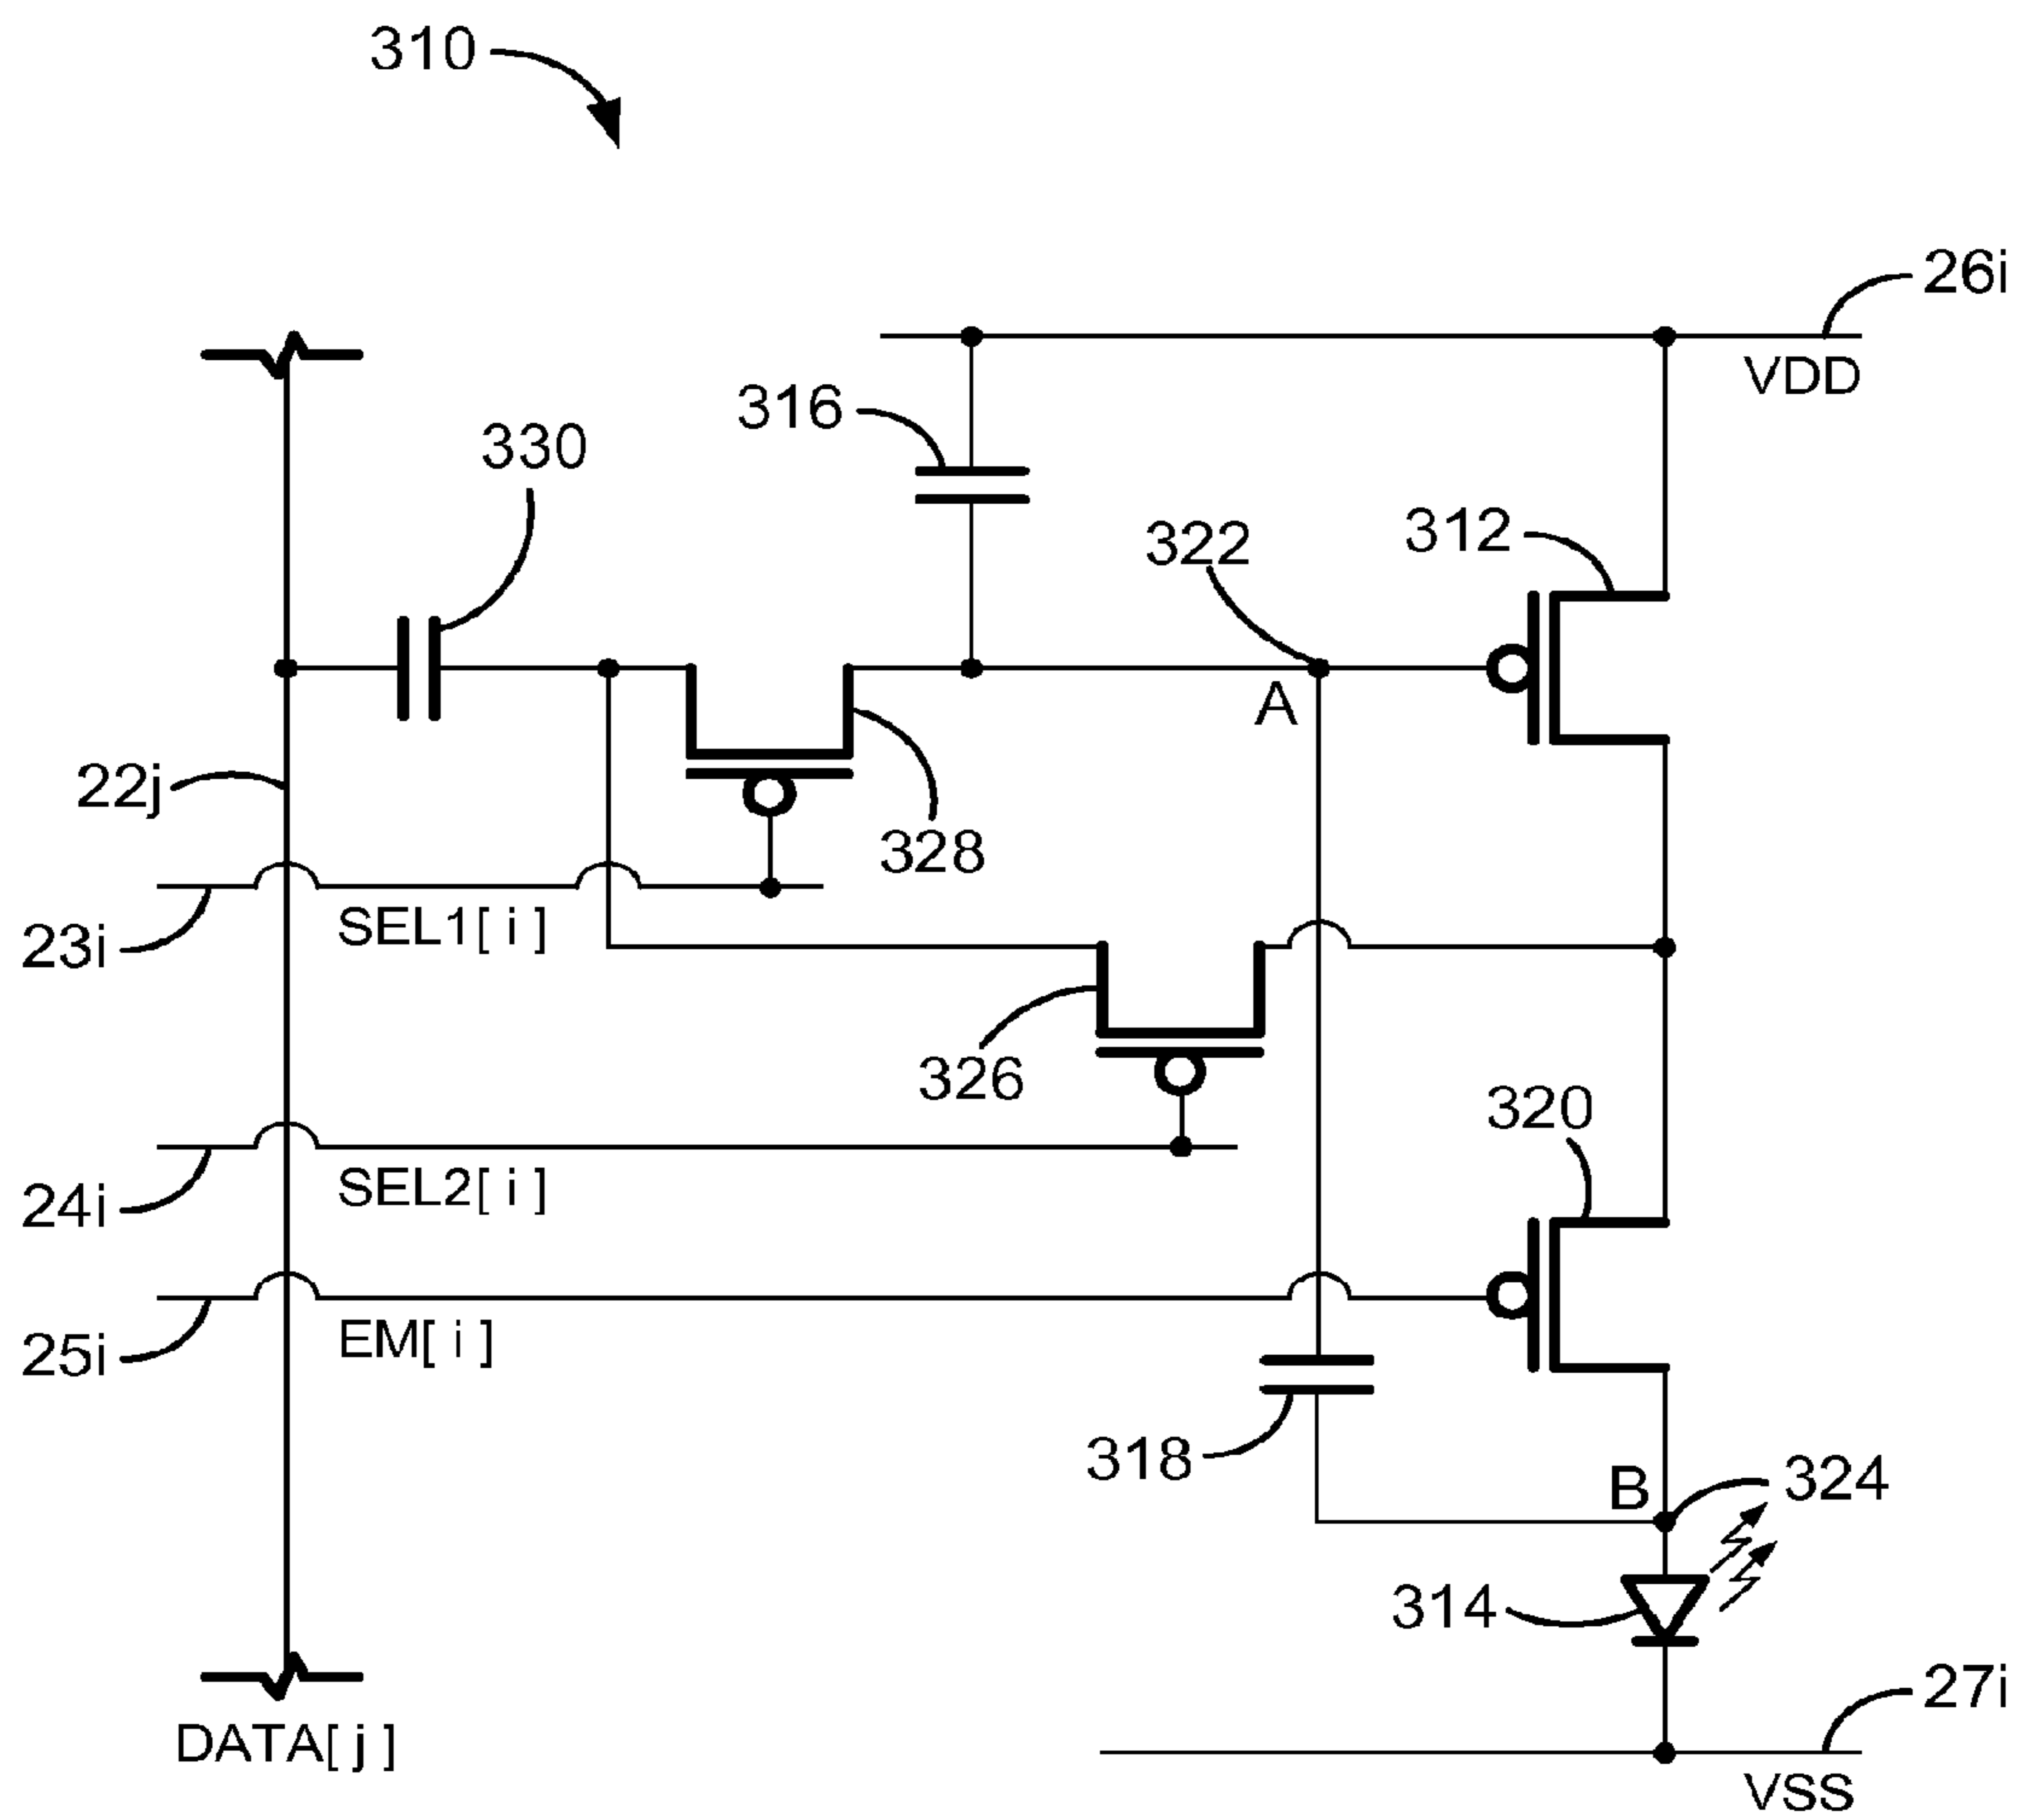 310
26i
VDD
316
330
312
322
A
22j
328
23i
SEL1[ i ]
326
320
24i
SEL2[ i ]
25i
EM[ i ]
318
B
324
314
27i
DATA[ j ]
VSS